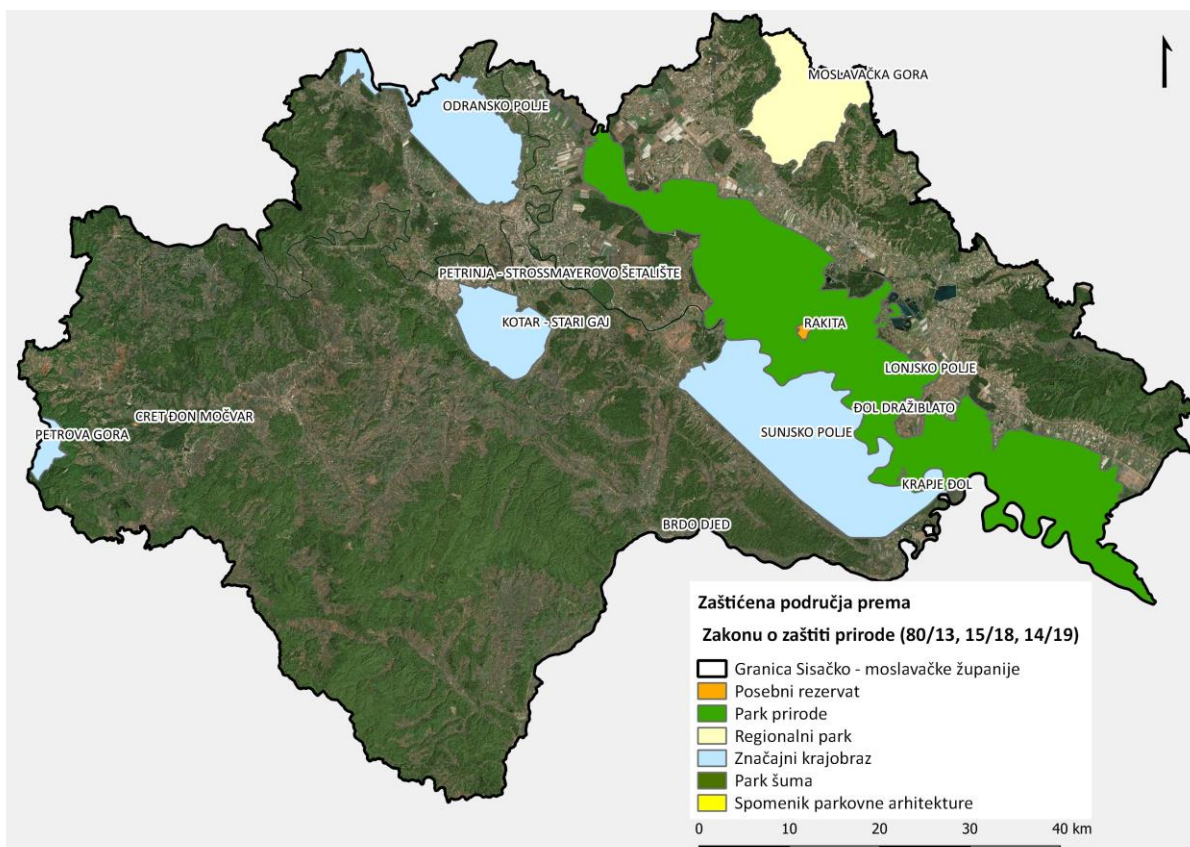 MOSLAVAČKA GORA
ODRANSKO POLJE
PETRINJA - STROSSMAYEROVO ŠETALIŠTE
KOTAR - STARI GAJ
RAKITA
LONJSKO POLJE
ĐOL DRAŽIBLATO
CRET ĐON MOČVAR
PETROVA GORA
SUNJSKO POLJE
KRAPJE ĐOL
BRDO DJED
Zaštićena područja prema
Zakonu o zaštiti prirode (80/13, 15/18, 14/19)
Granica Sisačko - moslavačke županije
Posebni rezervat
Park prirode
Regionalni park
Značajni krajobraz
Park šuma
Spomenik parkovne arhitekture
0 10 20 30 40 km